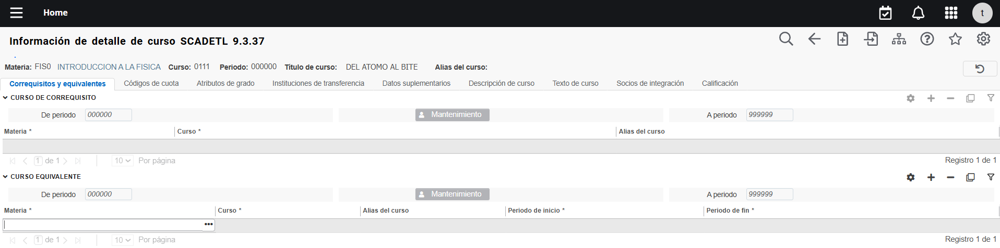 Home
t
Información de detalle de curso SCADETL 9.3.37
Materia: FIS0 INTRODUCCION A LA FISICA Curso: 0111 Periodo: 000000 Título de curso: DEL ATOMO AL BITE Alias del curso:
Correquisitos y equivalentes Códigos de cuota Atributos de grado Instituciones de transferencia Datos suplementarios Descripción de curso Texto de curso Socios de integración Calificación
CURSO DE CORREQUISITO
De periodo 000000 Mantenimiento A periodo 999999
Materia * Curso * Alias del curso
1 de 1 10 Por página Registro 1 de 1
CURSO EQUIVALENTE
De periodo 000000 Mantenimiento A periodo 999999
Materia * Curso * Alias del curso Periodo de inicio * Periodo de fin *
1 de 1 10 Por página Registro 1 de 1